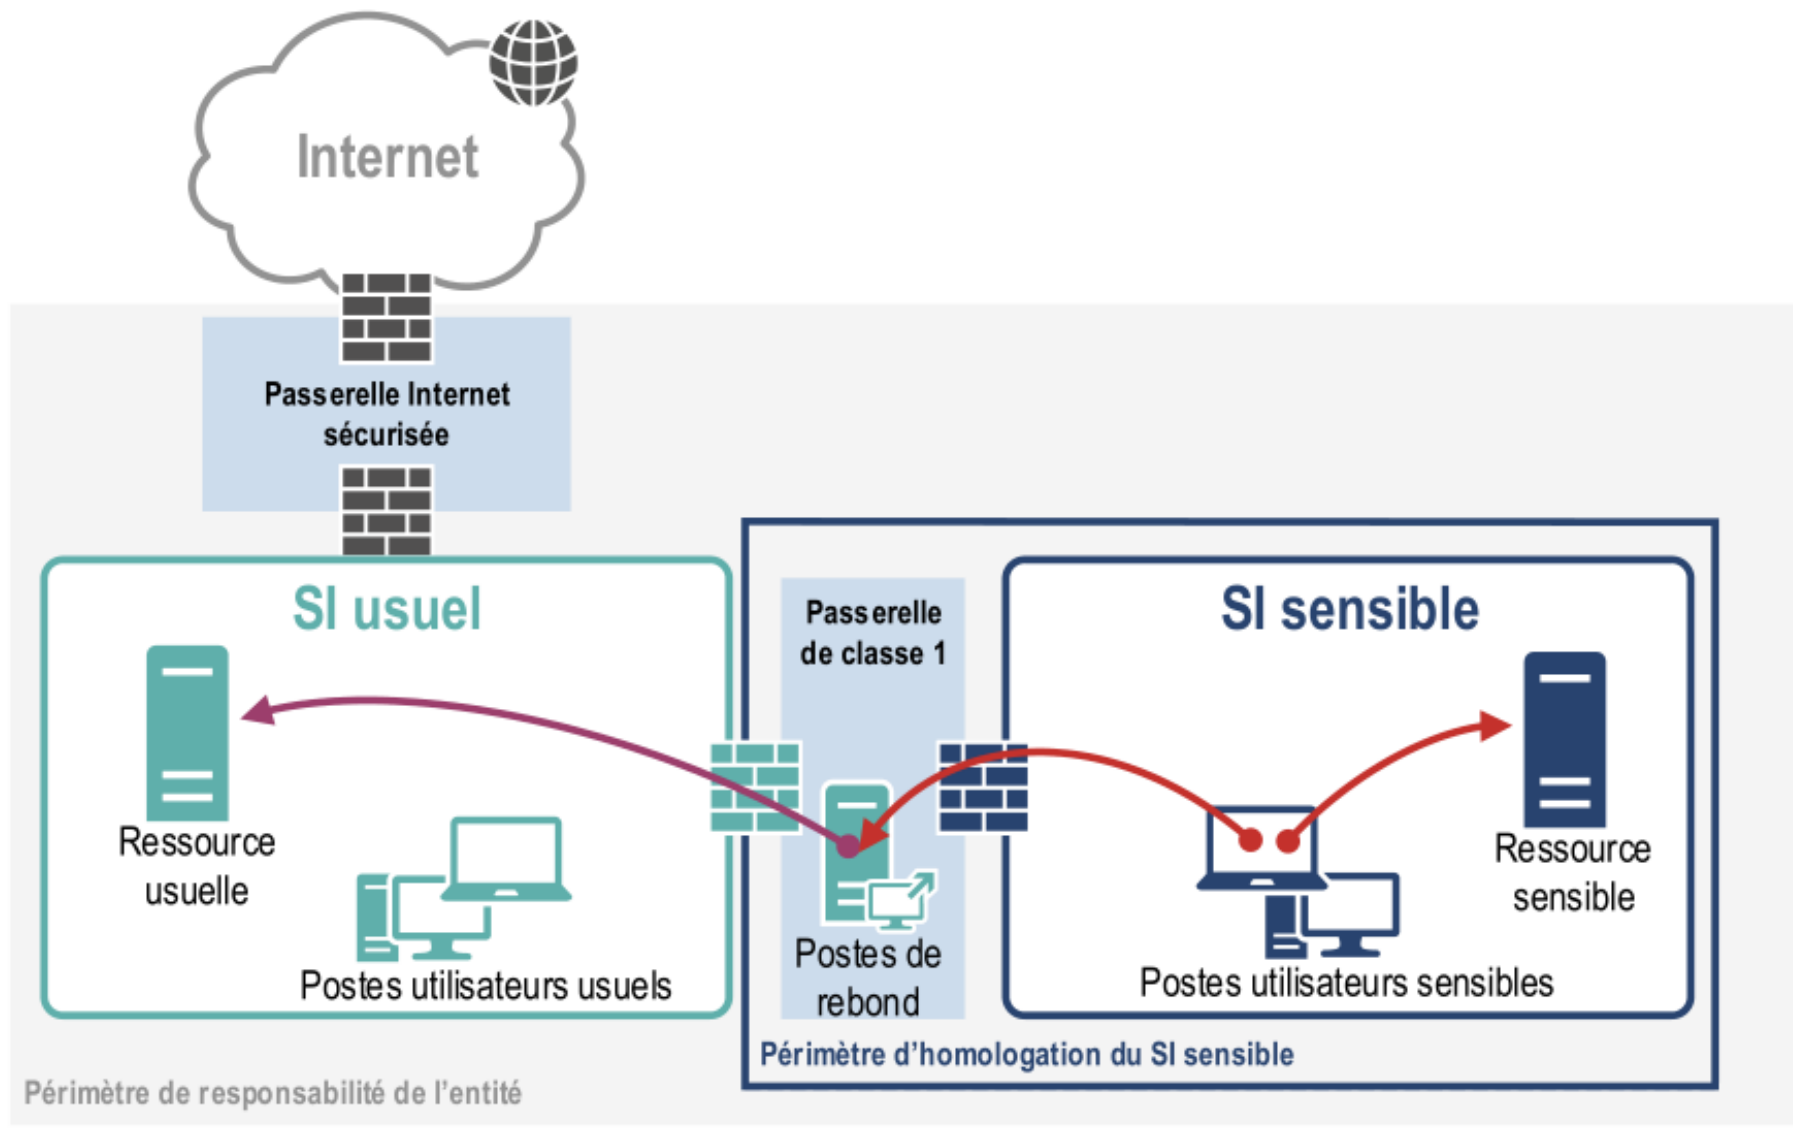 Internet
Passerelle Internet
sécurisée
SI usuel
Ressource
usuelle
Postes utilisateurs usuels
Passerelle
de classe 1
Postes de
rebond
SI sensible
Ressource
sensible
Postes utilisateurs sensibles
Périmètre d’homologation du SI sensible
Périmètre de responsabilité de l’entité